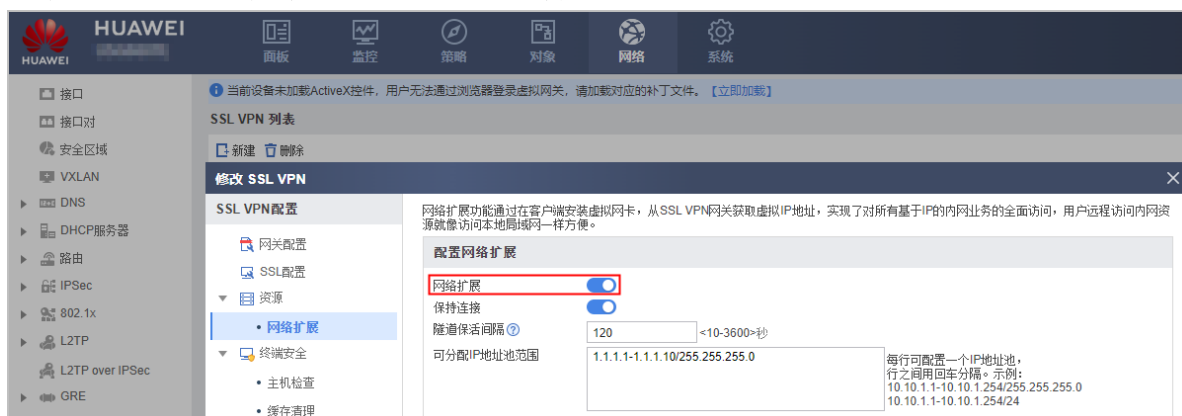 HUAWEI
HUAWEI
面板
监控
策略
对象
网络
系统
接口
接口对
安全区域
VXLAN
DNS
DHCP服务器
路由
IPSec
802.1x
L2TP
L2TP over IPSec
GRE
当前设备未加载ActiveX控件，用户无法通过浏览器登录虚拟网关，请加载对应的补丁文件。【立即加载】
SSL VPN 列表
新建 删除
修改 SSL VPN
SSL VPN配置
网关配置
SSL配置
资源
• 网络扩展
终端安全
• 主机检查
• 缓存清理
网络扩展功能通过在客户端安装虚拟网卡，从SSL VPN网关获取虚拟IP地址，实现了对所有基于IP的内网业务的全面访问，用户远程访问内网资
源就像访问本地局域网一样方便。
配置网络扩展
网络扩展
保持连接
隧道保活间隔 120 <10-3600>秒
可分配IP地址池范围 1.1.1.1-1.1.1.10/255.255.255.0
每行可配置一个IP地址池，
行之间用回车分隔。示例：
10.10.1.1-10.10.1.254/255.255.255.0
10.10.1.1-10.10.1.254/24